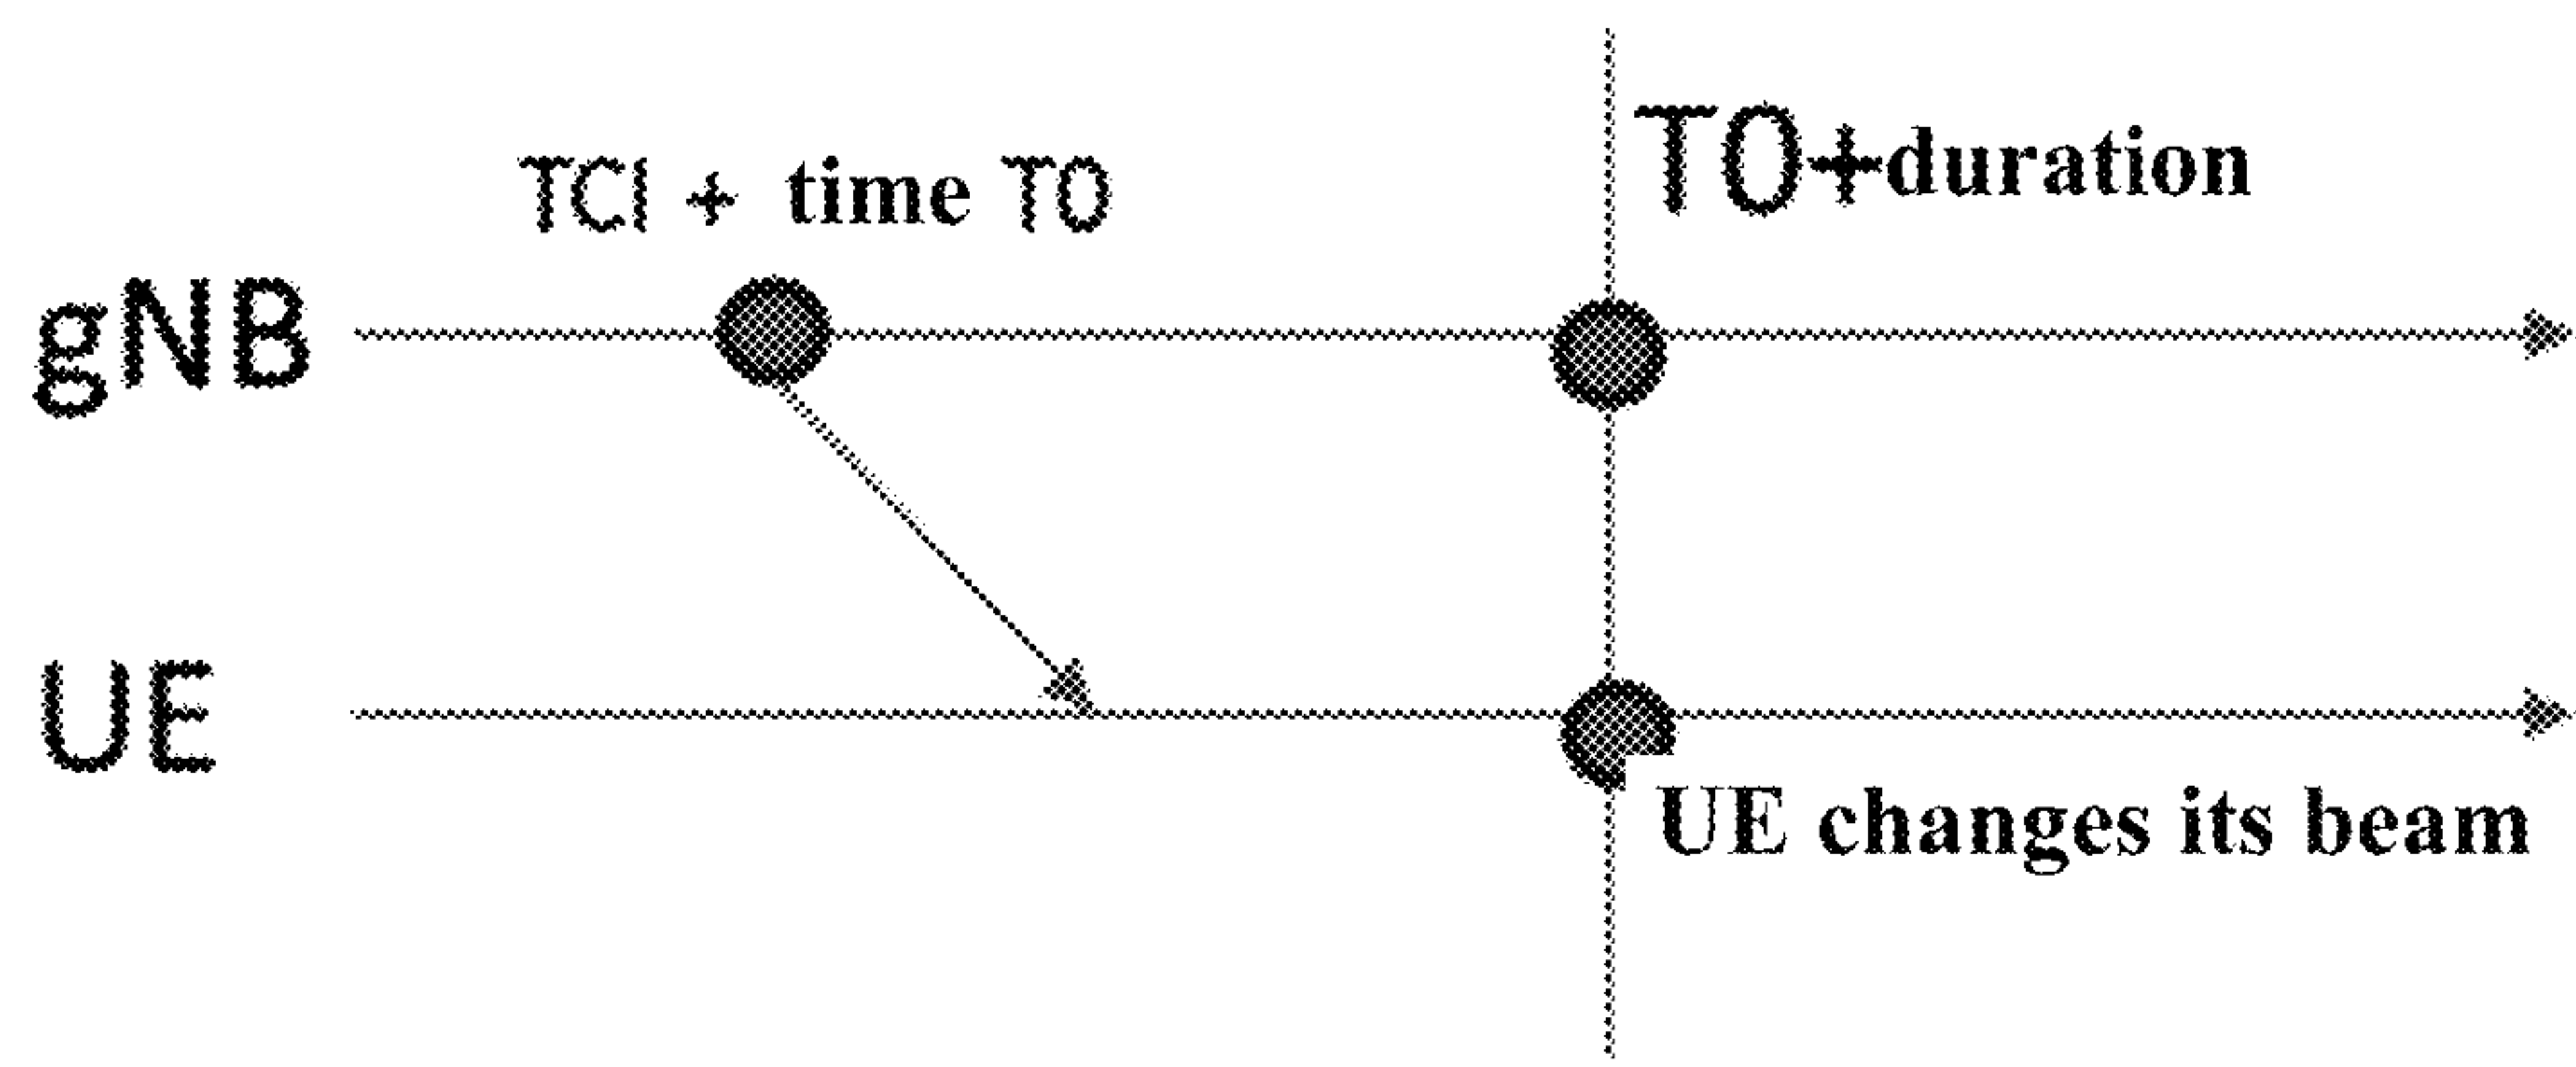 TCI + time T0
T0+duration
gNB
UE
UE changes its beam